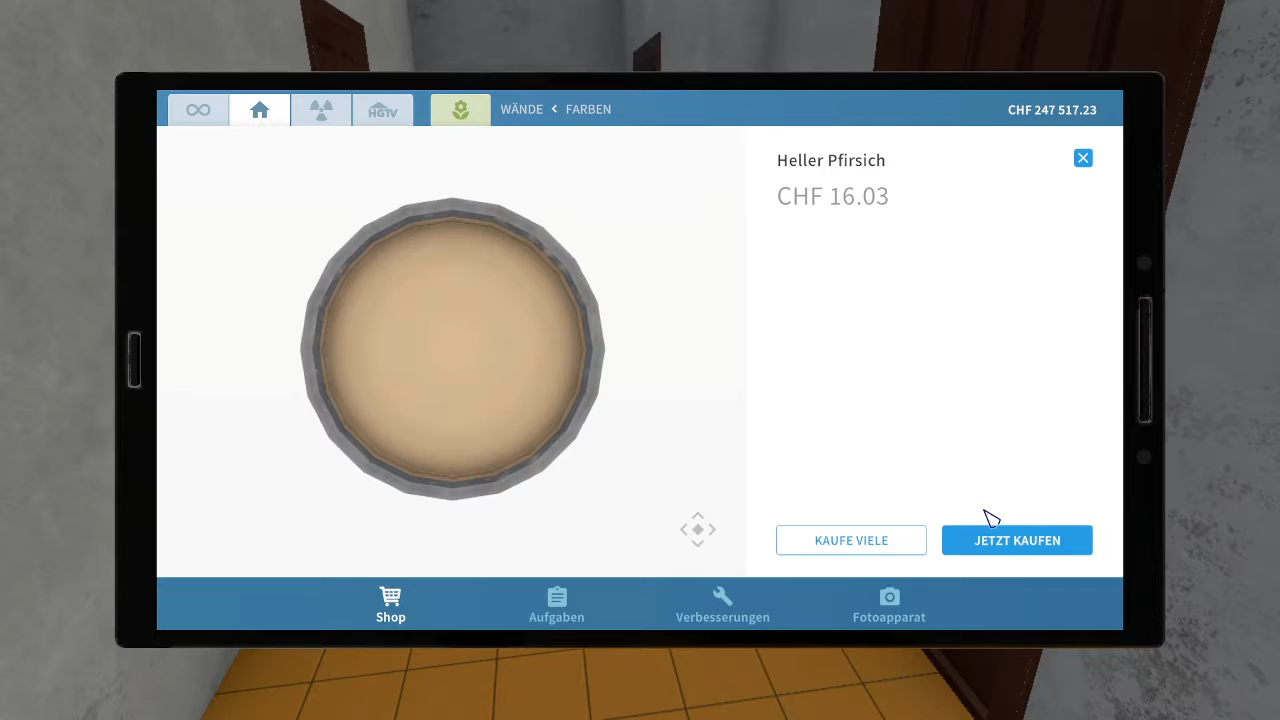 HGTV
WÄNDE < FARBEN
CHF 247 517.23
Heller Pfirsich
CHF 16.03
KAUFE VIELE
JETZT KAUFEN
Shop
Aufgaben
Verbesserungen
Fotoapparat